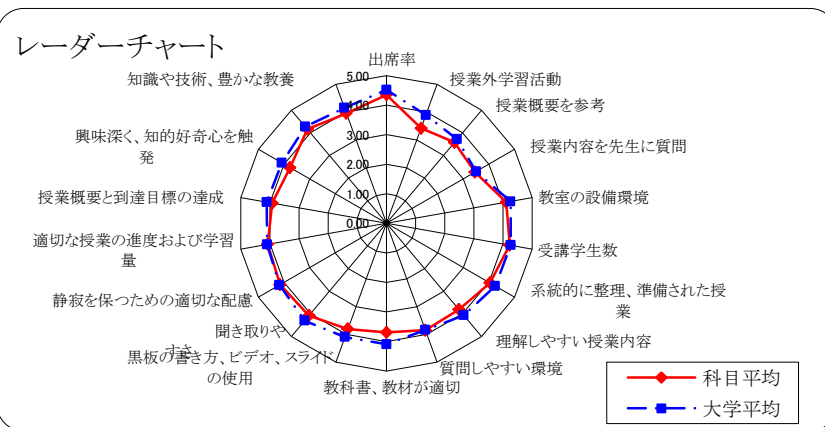 レーダーチャート
出席率
授業外学習活動
授業概要を参考
授業内容を先生に質問
教室の設備環境
受講学生数
系統的に整理、準備された授
業
理解しやすい授業内容
質問しやすい環境
教科書、教材が適切
黒板の書き方、ビデオ、スライド
の使用
聞き取りや
すさ
静寂を保つための適切な配慮
適切な授業の進度および学習
量
授業概要と到達目標の達成
興味深く、知的好奇心を触
発
知識や技術、豊かな教養
5.00
4.00
3.00
2.00
1.00
0.00
科目平均
大学平均